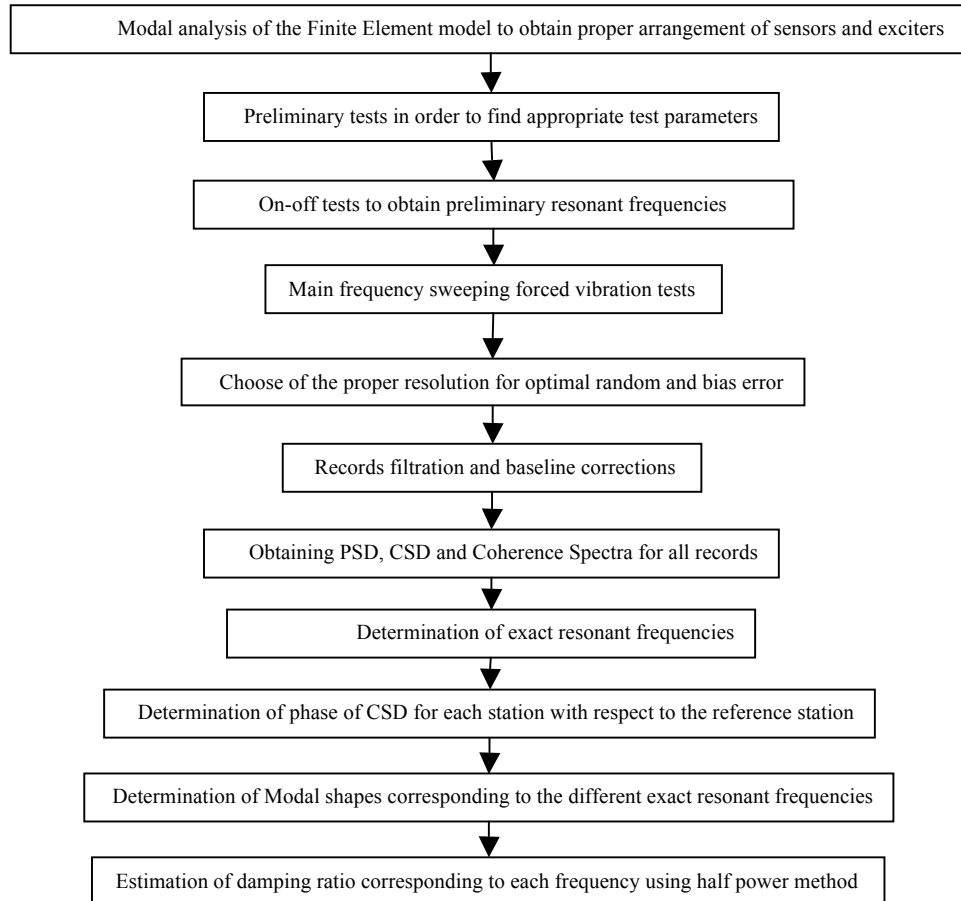 Modal analysis of the Finite Element model to obtain proper arrangement of sensors and exciters
Preliminary tests in order to find appropriate test parameters
On-off tests to obtain preliminary resonant frequencies
Main frequency sweeping forced vibration tests
Choose of the proper resolution for optimal random and bias error
Records filtration and baseline corrections
Obtaining PSD, CSD and Coherence Spectra for all records
Determination of exact resonant frequencies
Determination of phase of CSD for each station with respect to the reference station
Determination of Modal shapes corresponding to the different exact resonant frequencies
Estimation of damping ratio corresponding to each frequency using half power method